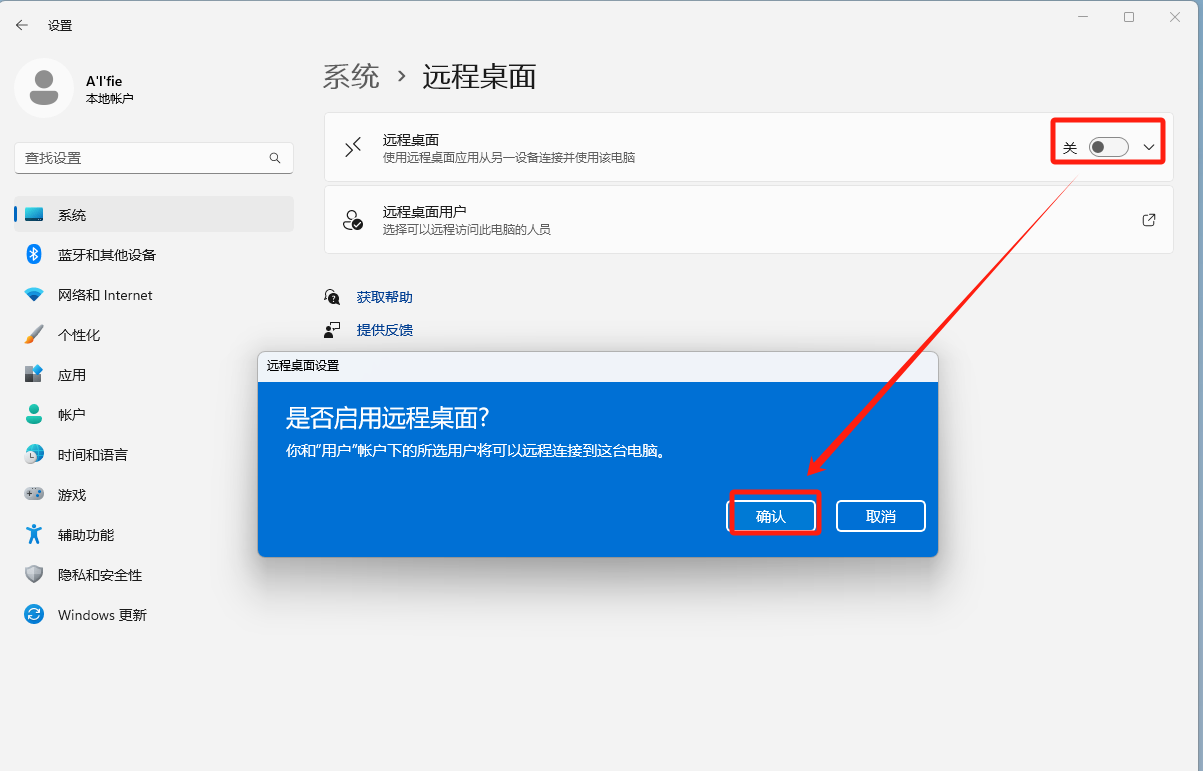 设置
A'l'fie
本地帐户
查找设置
系统
蓝牙和其他设备
网络和 Internet
个性化
应用
帐户
时间和语言
游戏
辅助功能
隐私和安全性
Windows 更新
系统 › 远程桌面
远程桌面
使用远程桌面应用从另一设备连接并使用该电脑
关
远程桌面用户
选择可以远程访问此电脑的人员
获取帮助
提供反馈
远程桌面设置
是否启用远程桌面?
你和“用户”帐户下的所选用户将可以远程连接到这台电脑。
确认
取消